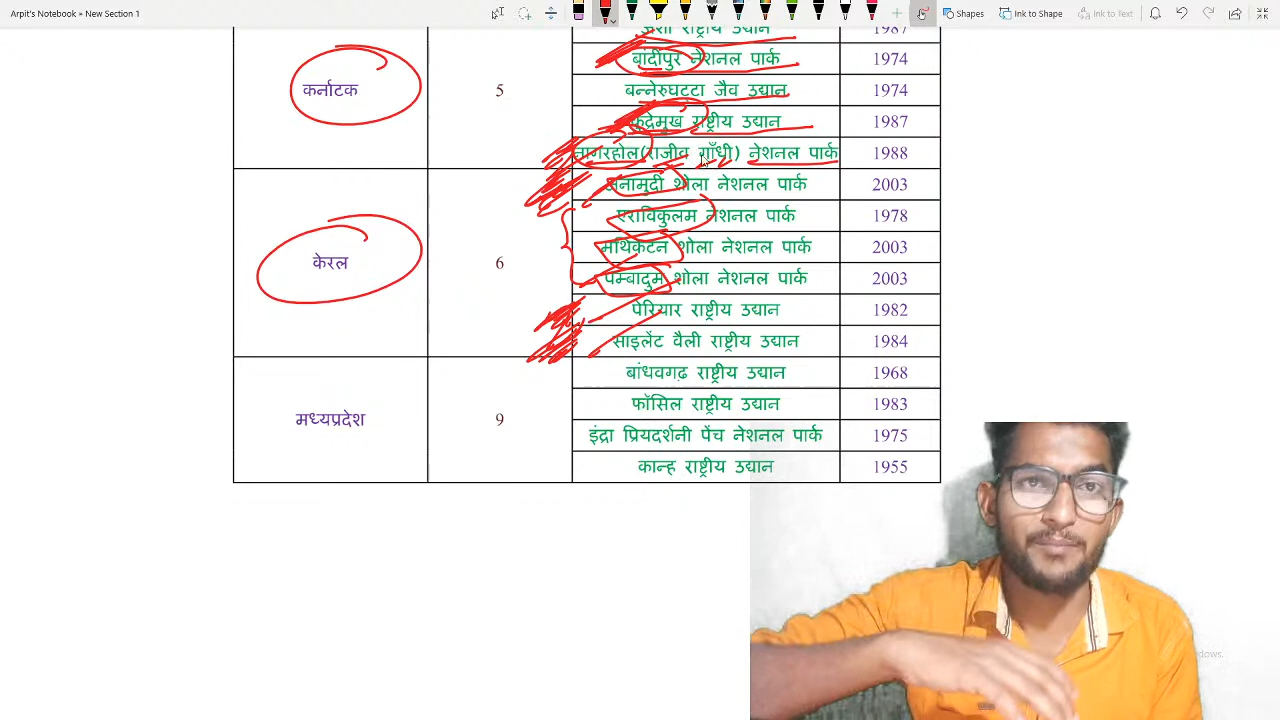 Arpit's Notebook » New Section 1
Shapes
Ink to Shape
Ink to Text
अंशी राष्ट्रीय उद्यान 1987
बांदीपुर नेशनल पार्क 1974
कर्नाटक 5 बन्नेरुघटटा जैव उद्यान 1974
कुद्रेमुख राष्ट्रीय उद्यान 1987
नागरहोल(राजीव गाँधी) नेशनल पार्क 1988
अनामुदी शोला नेशनल पार्क 2003
एराविकुलम नेशनल पार्क 1978
केरल 6 मथिकेटन शोला नेशनल पार्क 2003
पम्बादुम शोला नेशनल पार्क 2003
पेरियार राष्ट्रीय उद्यान 1982
साइलेंट वैली राष्ट्रीय उद्यान 1984
बांधवगढ़ राष्ट्रीय उद्यान 1968
मध्यप्रदेश 9 फॉसिल राष्ट्रीय उद्यान 1983
इंद्रा प्रियदर्शनी पेंच नेशनल पार्क 1975
कान्ह राष्ट्रीय उद्यान 1955